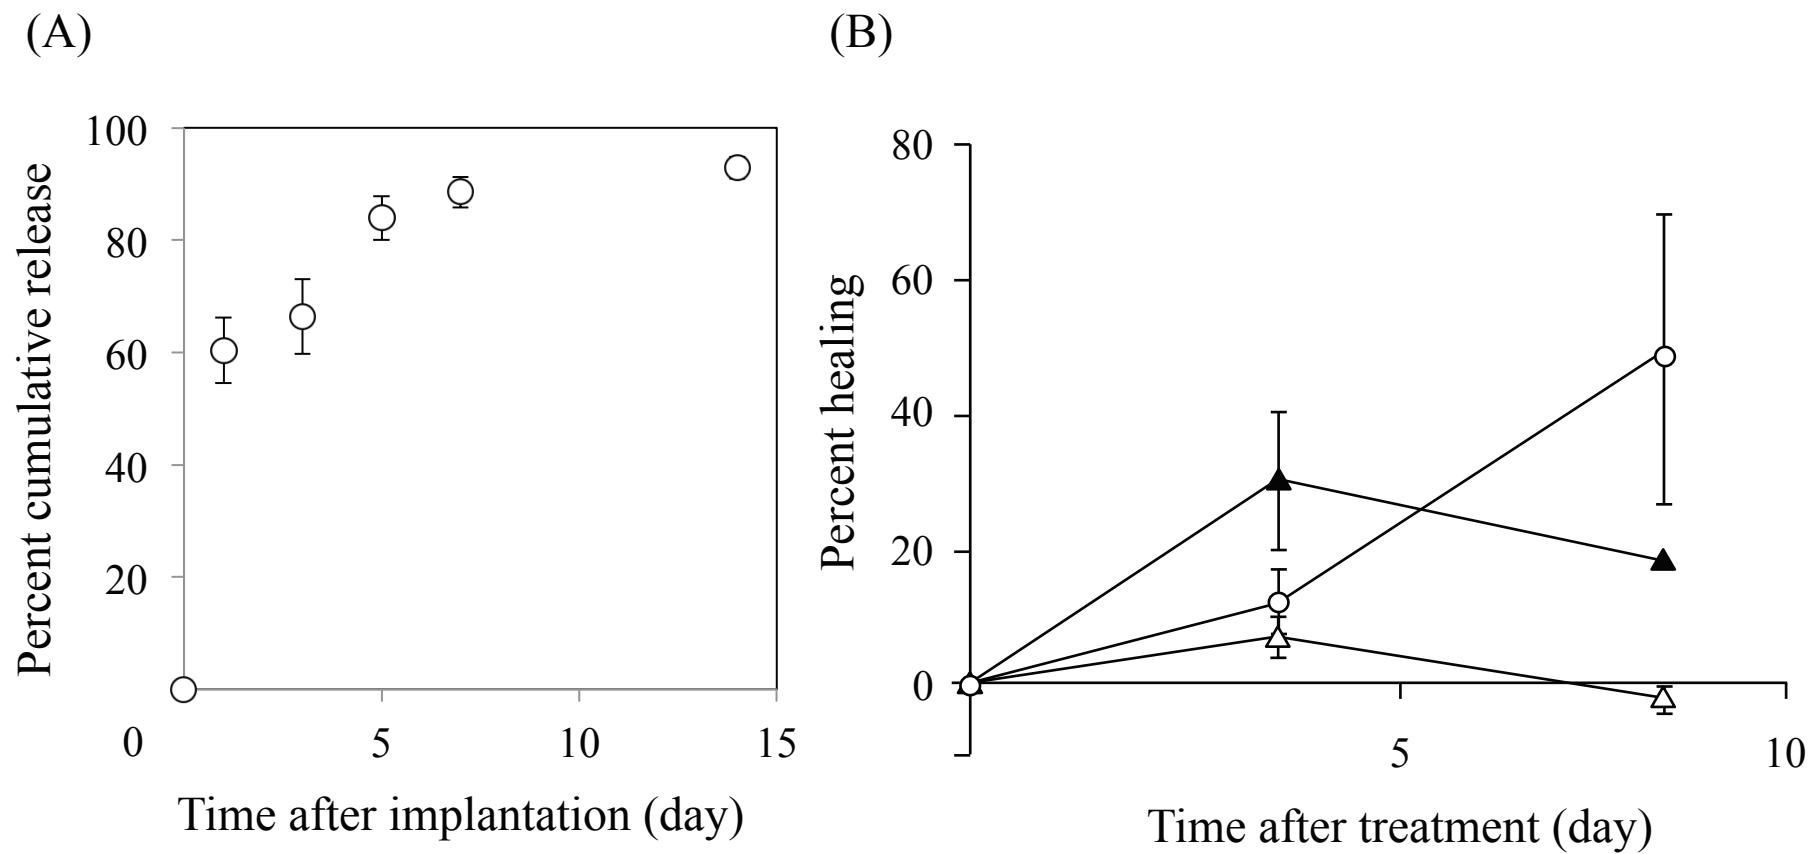 (A)
Percent cumulative release
100
80
60
40
20
0
5
10
15
Time after implantation (day)
(B)
Percent healing
80
60
40
20
0
5
10
Time after treatment (day)